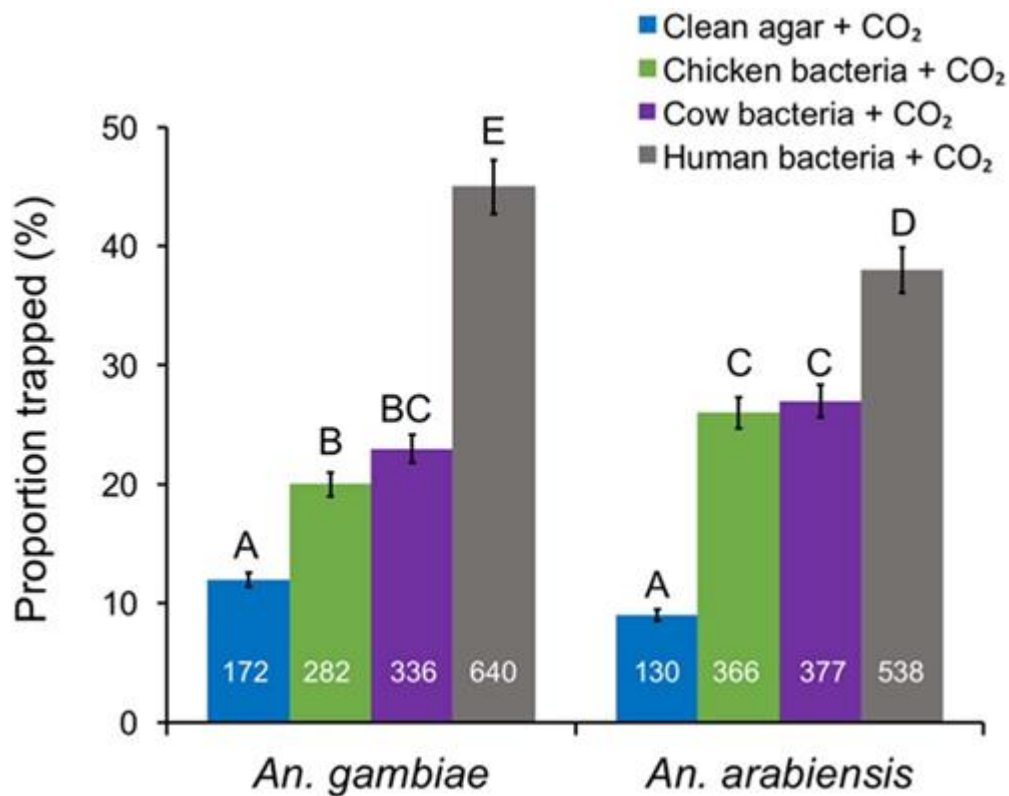 Clean agar + CO₂
Chicken bacteria + CO₂
Cow bacteria + CO₂
Human bacteria + CO₂
Proportion trapped (%)
50
40
30
20
10
0
A
B
BC
E
A
C
C
D
172
282
336
640
130
366
377
538
An. gambiae
An. arabiensis